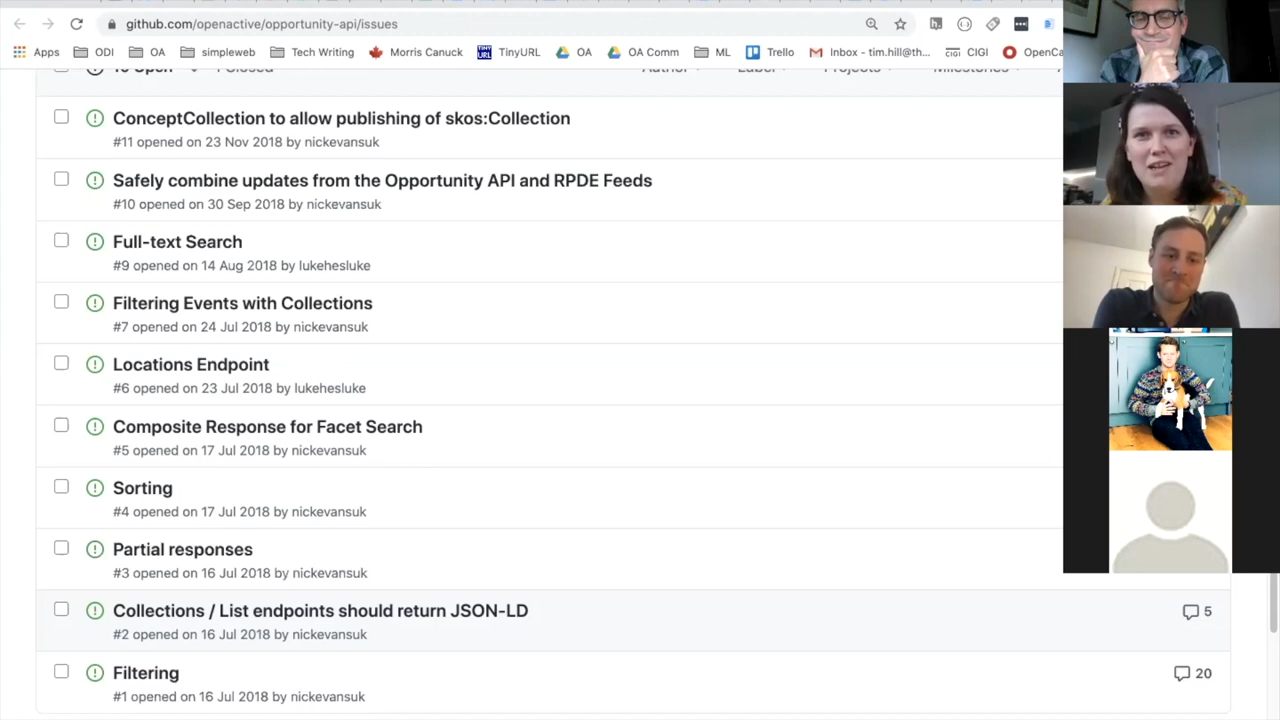 github.com/openactive/opportunity-api/issues
Apps ODI OA simpleweb Tech Writing Morris Canuck TinyURL OA OA Comm ML Trello Inbox - tim.hill@th... CIGI OpenCa
ConceptCollection to allow publishing of skos:Collection
#11 opened on 23 Nov 2018 by nickevansuk
Safely combine updates from the Opportunity API and RPDE Feeds
#10 opened on 30 Sep 2018 by nickevansuk
Full-text Search
#9 opened on 14 Aug 2018 by lukehesluke
Filtering Events with Collections
#7 opened on 24 Jul 2018 by nickevansuk
Locations Endpoint
#6 opened on 23 Jul 2018 by lukehesluke
Composite Response for Facet Search
#5 opened on 17 Jul 2018 by nickevansuk
Sorting
#4 opened on 17 Jul 2018 by nickevansuk
Partial responses
#3 opened on 16 Jul 2018 by nickevansuk
Collections / List endpoints should return JSON-LD 5
#2 opened on 16 Jul 2018 by nickevansuk
Filtering 20
#1 opened on 16 Jul 2018 by nickevansuk